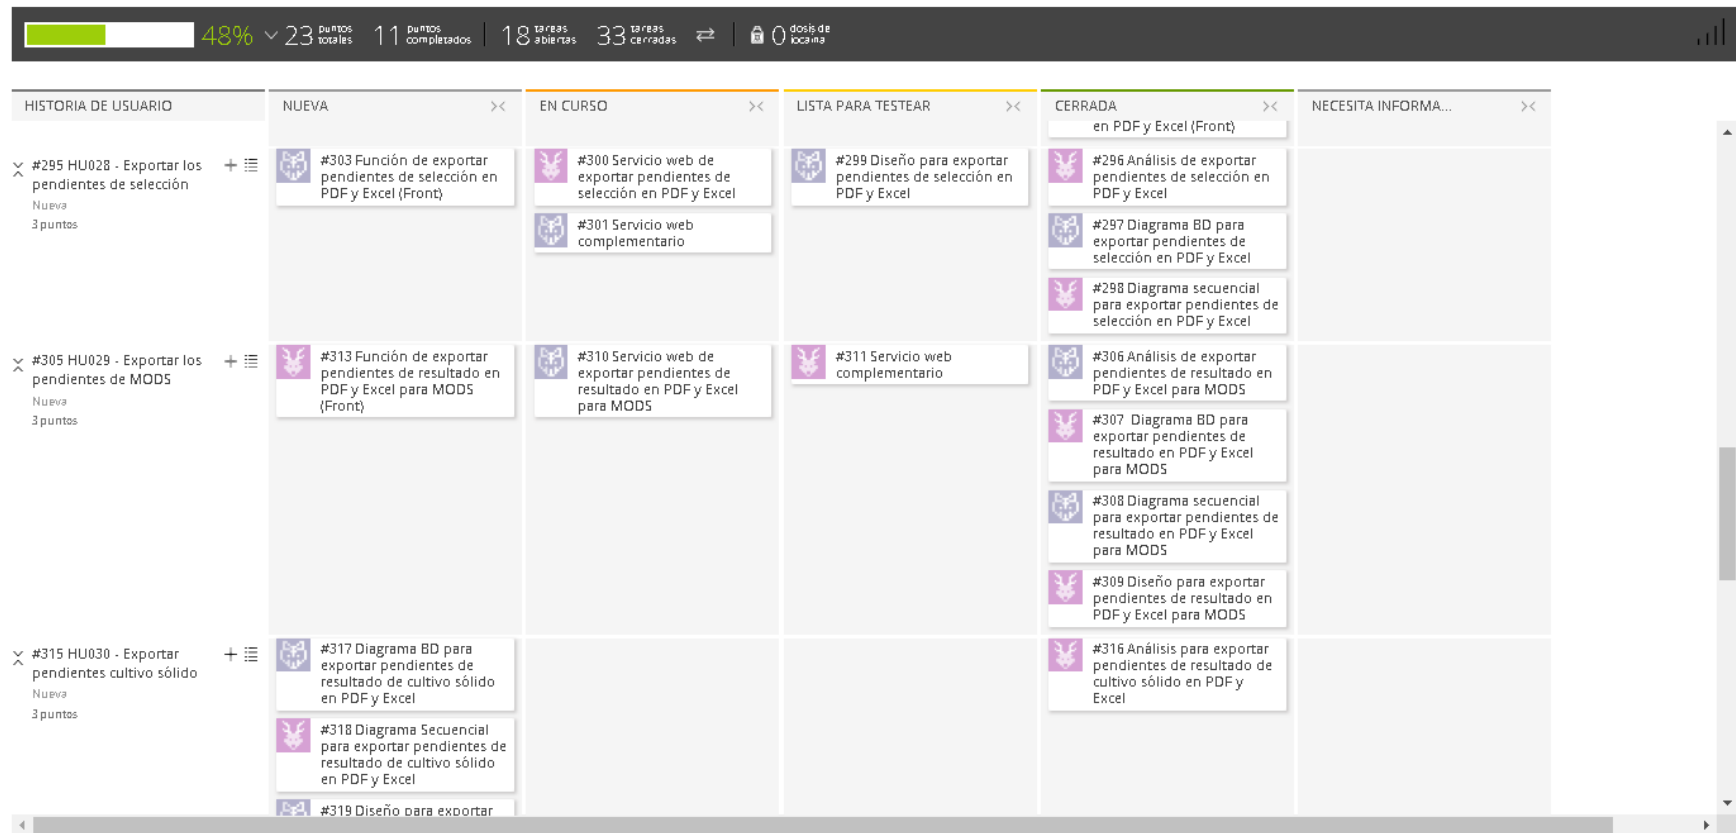 48% 23 puntos totales 11 puntos completados 18 tareas abiertas 33 tareas cerradas 0 dosis de iocaína
HISTORIA DE USUARIO
NUEVA
EN CURSO
LISTA PARA TESTEAR
CERRADA
NECESITA INFORMA...
en PDF y Excel (Front)
#295 HU028 - Exportar los
pendientes de selección
Nueva
3 puntos
#303 Función de exportar
pendientes de selección en
PDF y Excel (Front)
#300 Servicio web de
exportar pendientes de
selección en PDF y Excel
#301 Servicio web
complementario
#299 Diseño para exportar
pendientes de selección en
PDF y Excel
#296 Análisis de exportar
pendientes de selección en
PDF y Excel
#297 Diagrama BD para
exportar pendientes de
selección en PDF y Excel
#298 Diagrama secuencial
para exportar pendientes de
selección en PDF y Excel
#305 HU029 - Exportar los
pendientes de MODS
Nueva
3 puntos
#313 Función de exportar
pendientes de resultado en
PDF y Excel para MODS
(Front)
#310 Servicio web de
exportar pendientes de
resultado en PDF y Excel
para MODS
#311 Servicio web
complementario
#306 Análisis de exportar
pendientes de resultado en
PDF y Excel para MODS
#307 Diagrama BD para
exportar pendientes de
resultado en PDF y Excel
para MODS
#308 Diagrama secuencial
para exportar pendientes de
resultado en PDF y Excel
para MODS
#309 Diseño para exportar
pendientes de resultado en
PDF y Excel para MODS
#315 HU030 - Exportar
pendientes cultivo sólido
Nueva
3 puntos
#317 Diagrama BD para
exportar pendientes de
resultado de cultivo sólido
en PDF y Excel
#318 Diagrama Secuencial
para exportar pendientes de
resultado de cultivo sólido
en PDF y Excel
#319 Diseño para exportar
#316 Análisis para exportar
pendientes de resultado de
cultivo sólido en PDF y
Excel